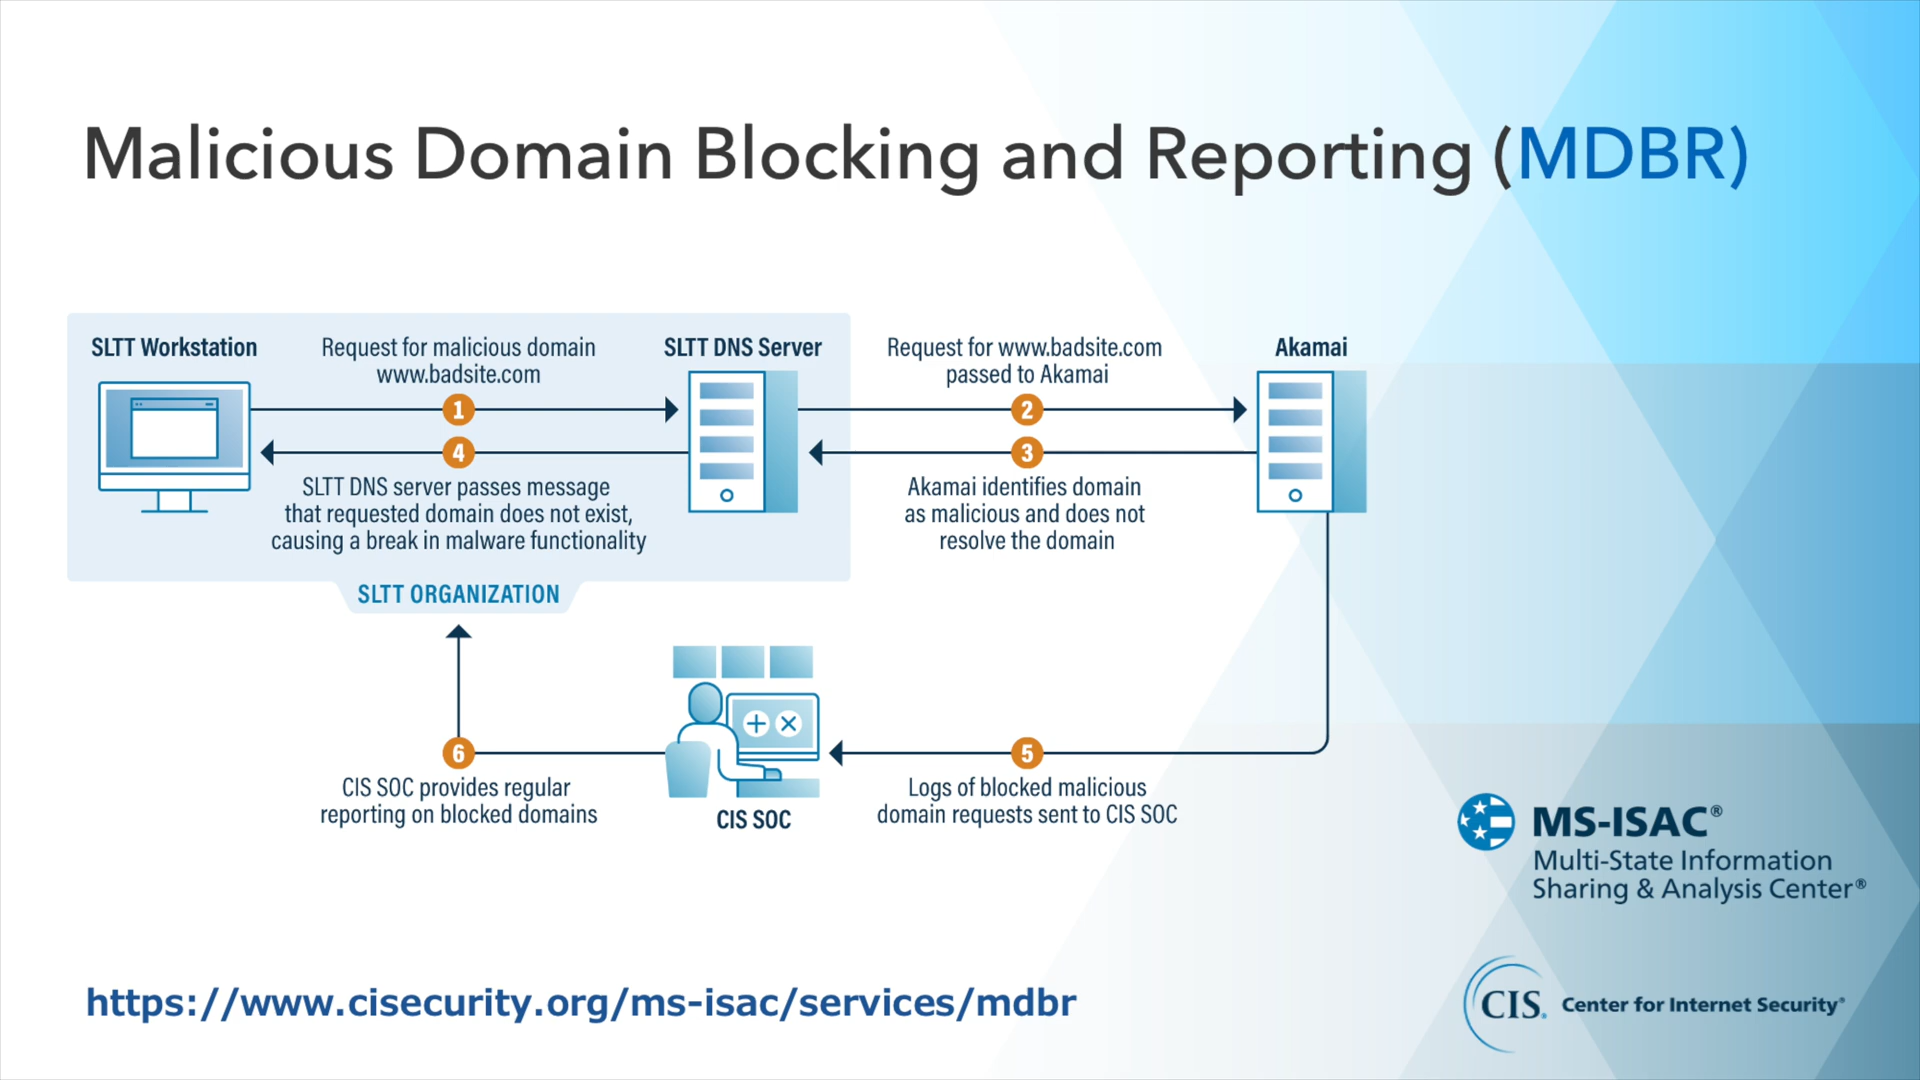 Malicious Domain Blocking and Reporting (MDBR)
SLTT Workstation
Request for malicious domain
www.badsite.com
SLTT DNS Server
Request for www.badsite.com
passed to Akamai
Akamai
1
2
4
3
SLTT DNS server passes message
that requested domain does not exist,
causing a break in malware functionality
Akamai identifies domain
as malicious and does not
resolve the domain
SLTT ORGANIZATION
6
5
CIS SOC provides regular
reporting on blocked domains
CIS SOC
Logs of blocked malicious
domain requests sent to CIS SOC
MS-ISAC®
Multi-State Information
Sharing & Analysis Center®
https://www.cisecurity.org/ms-isac/services/mdbr
CIS. Center for Internet Security®